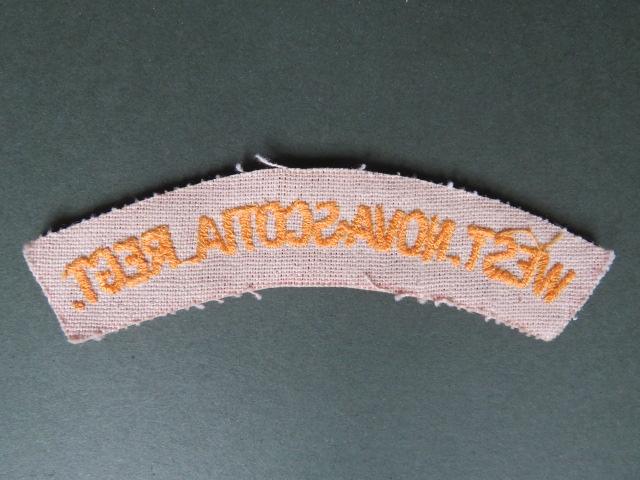 WEST. NOVA. SCOTIA. REGT.